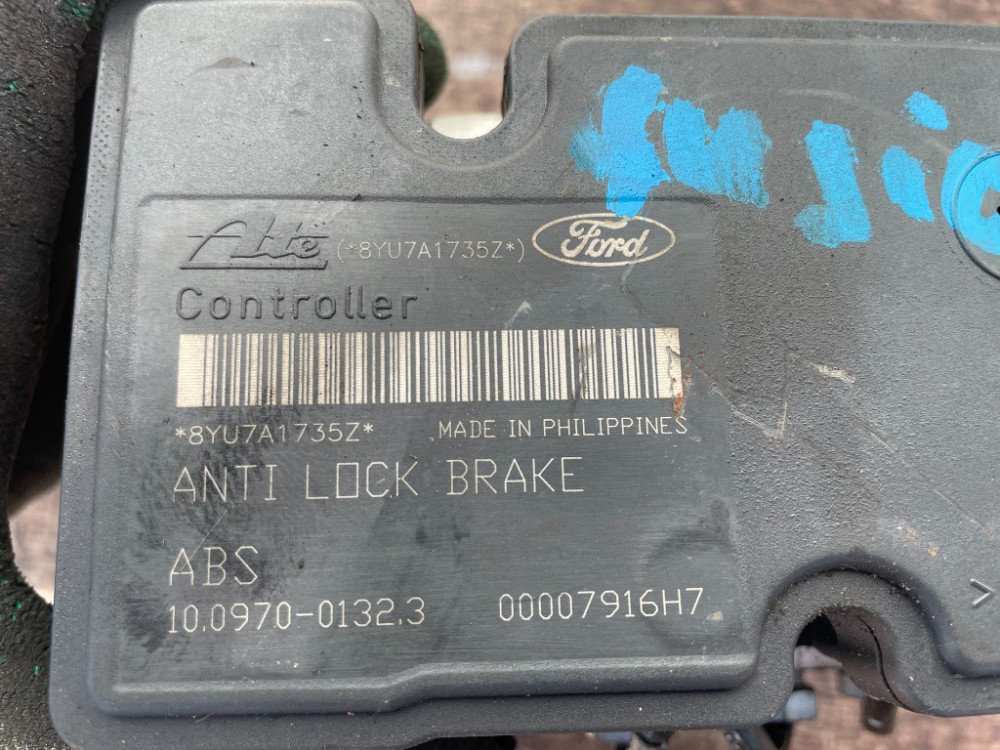 Ate (*8YU7A1735Z*) Ford
Controller
*8YU7A1735Z* MADE IN PHILIPPINES
ANTI LOCK BRAKE
ABS
10.0970-0132.3 00007916H7